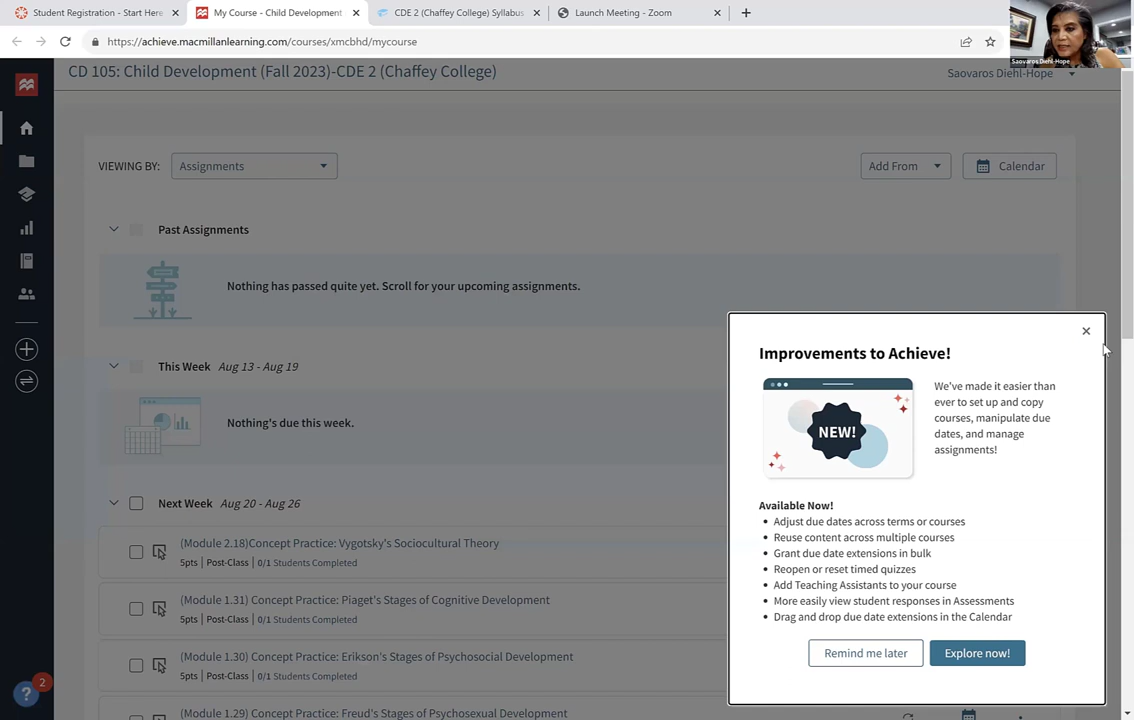 Student Registration - Start Here
My Course - Child Development
CDE 2 (Chaffey College) Syllabus
Launch Meeting - Zoom
https://achieve.macmillanlearning.com/courses/xmcbhd/mycourse
Saovaros Diehl-Hope
CD 105: Child Development (Fall 2023)-CDE 2 (Chaffey College)
Saovaros Diehl-Hope
VIEWING BY:
Assignments
Add From
Calendar
Past Assignments
Nothing has passed quite yet. Scroll for your upcoming assignments.
This Week Aug 13 - Aug 19
Nothing's due this week.
Next Week Aug 20 - Aug 26
(Module 2.18)Concept Practice: Vygotsky's Sociocultural Theory
5pts | Post-Class | 0/1 Students Completed
(Module 1.31) Concept Practice: Piaget's Stages of Cognitive Development
5pts | Post-Class | 0/1 Students Completed
(Module 1.30) Concept Practice: Erikson's Stages of Psychosocial Development
5pts | Post-Class | 0/1 Students Completed
(Module 1.29) Concept Practice: Freud's Stages of Psychosexual Development
Improvements to Achieve!
NEW!
We've made it easier than
ever to set up and copy
courses, manipulate due
dates, and manage
assignments!
Available Now!
• Adjust due dates across terms or courses
• Reuse content across multiple courses
• Grant due date extensions in bulk
• Reopen or reset timed quizzes
• Add Teaching Assistants to your course
• More easily view student responses in Assessments
• Drag and drop due date extensions in the Calendar
Remind me later
Explore now!
?
2